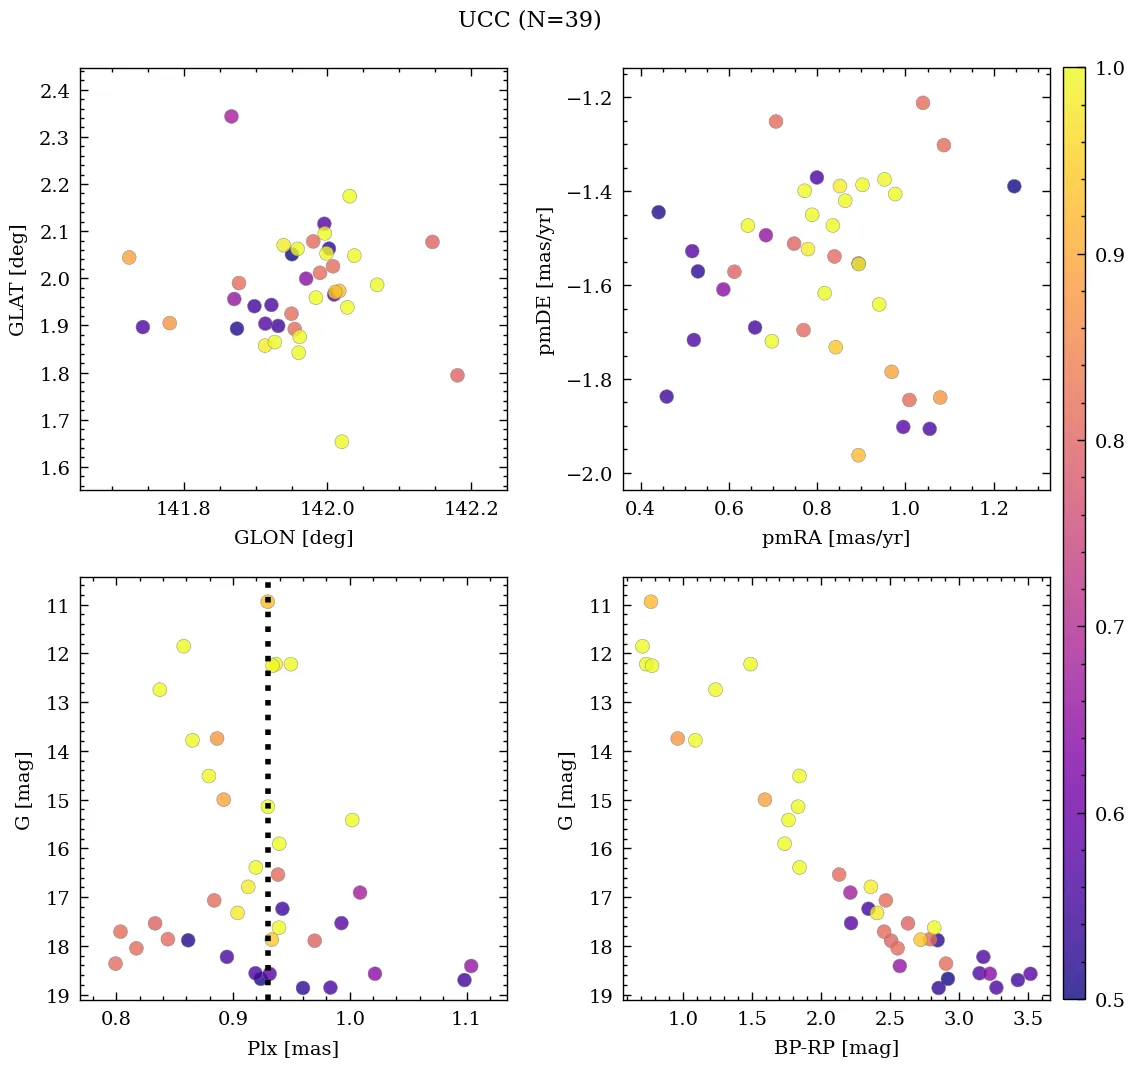 UCC (N=39)
2.4
2.3
2.2
2.1
2.0
1.9
1.8
1.7
1.6
GLAT [deg]
141.8 142.0 142.2
GLON [deg]
−1.2
−1.4
−1.6
−1.8
−2.0
pmDE [mas/yr]
0.4 0.6 0.8 1.0 1.2
pmRA [mas/yr]
1.0
0.9
0.8
0.7
0.6
0.5
11
12
13
14
15
16
17
18
19
G [mag]
0.8 0.9 1.0 1.1
Plx [mas]
11
12
13
14
15
16
17
18
19
G [mag]
1.0 1.5 2.0 2.5 3.0 3.5
BP-RP [mag]